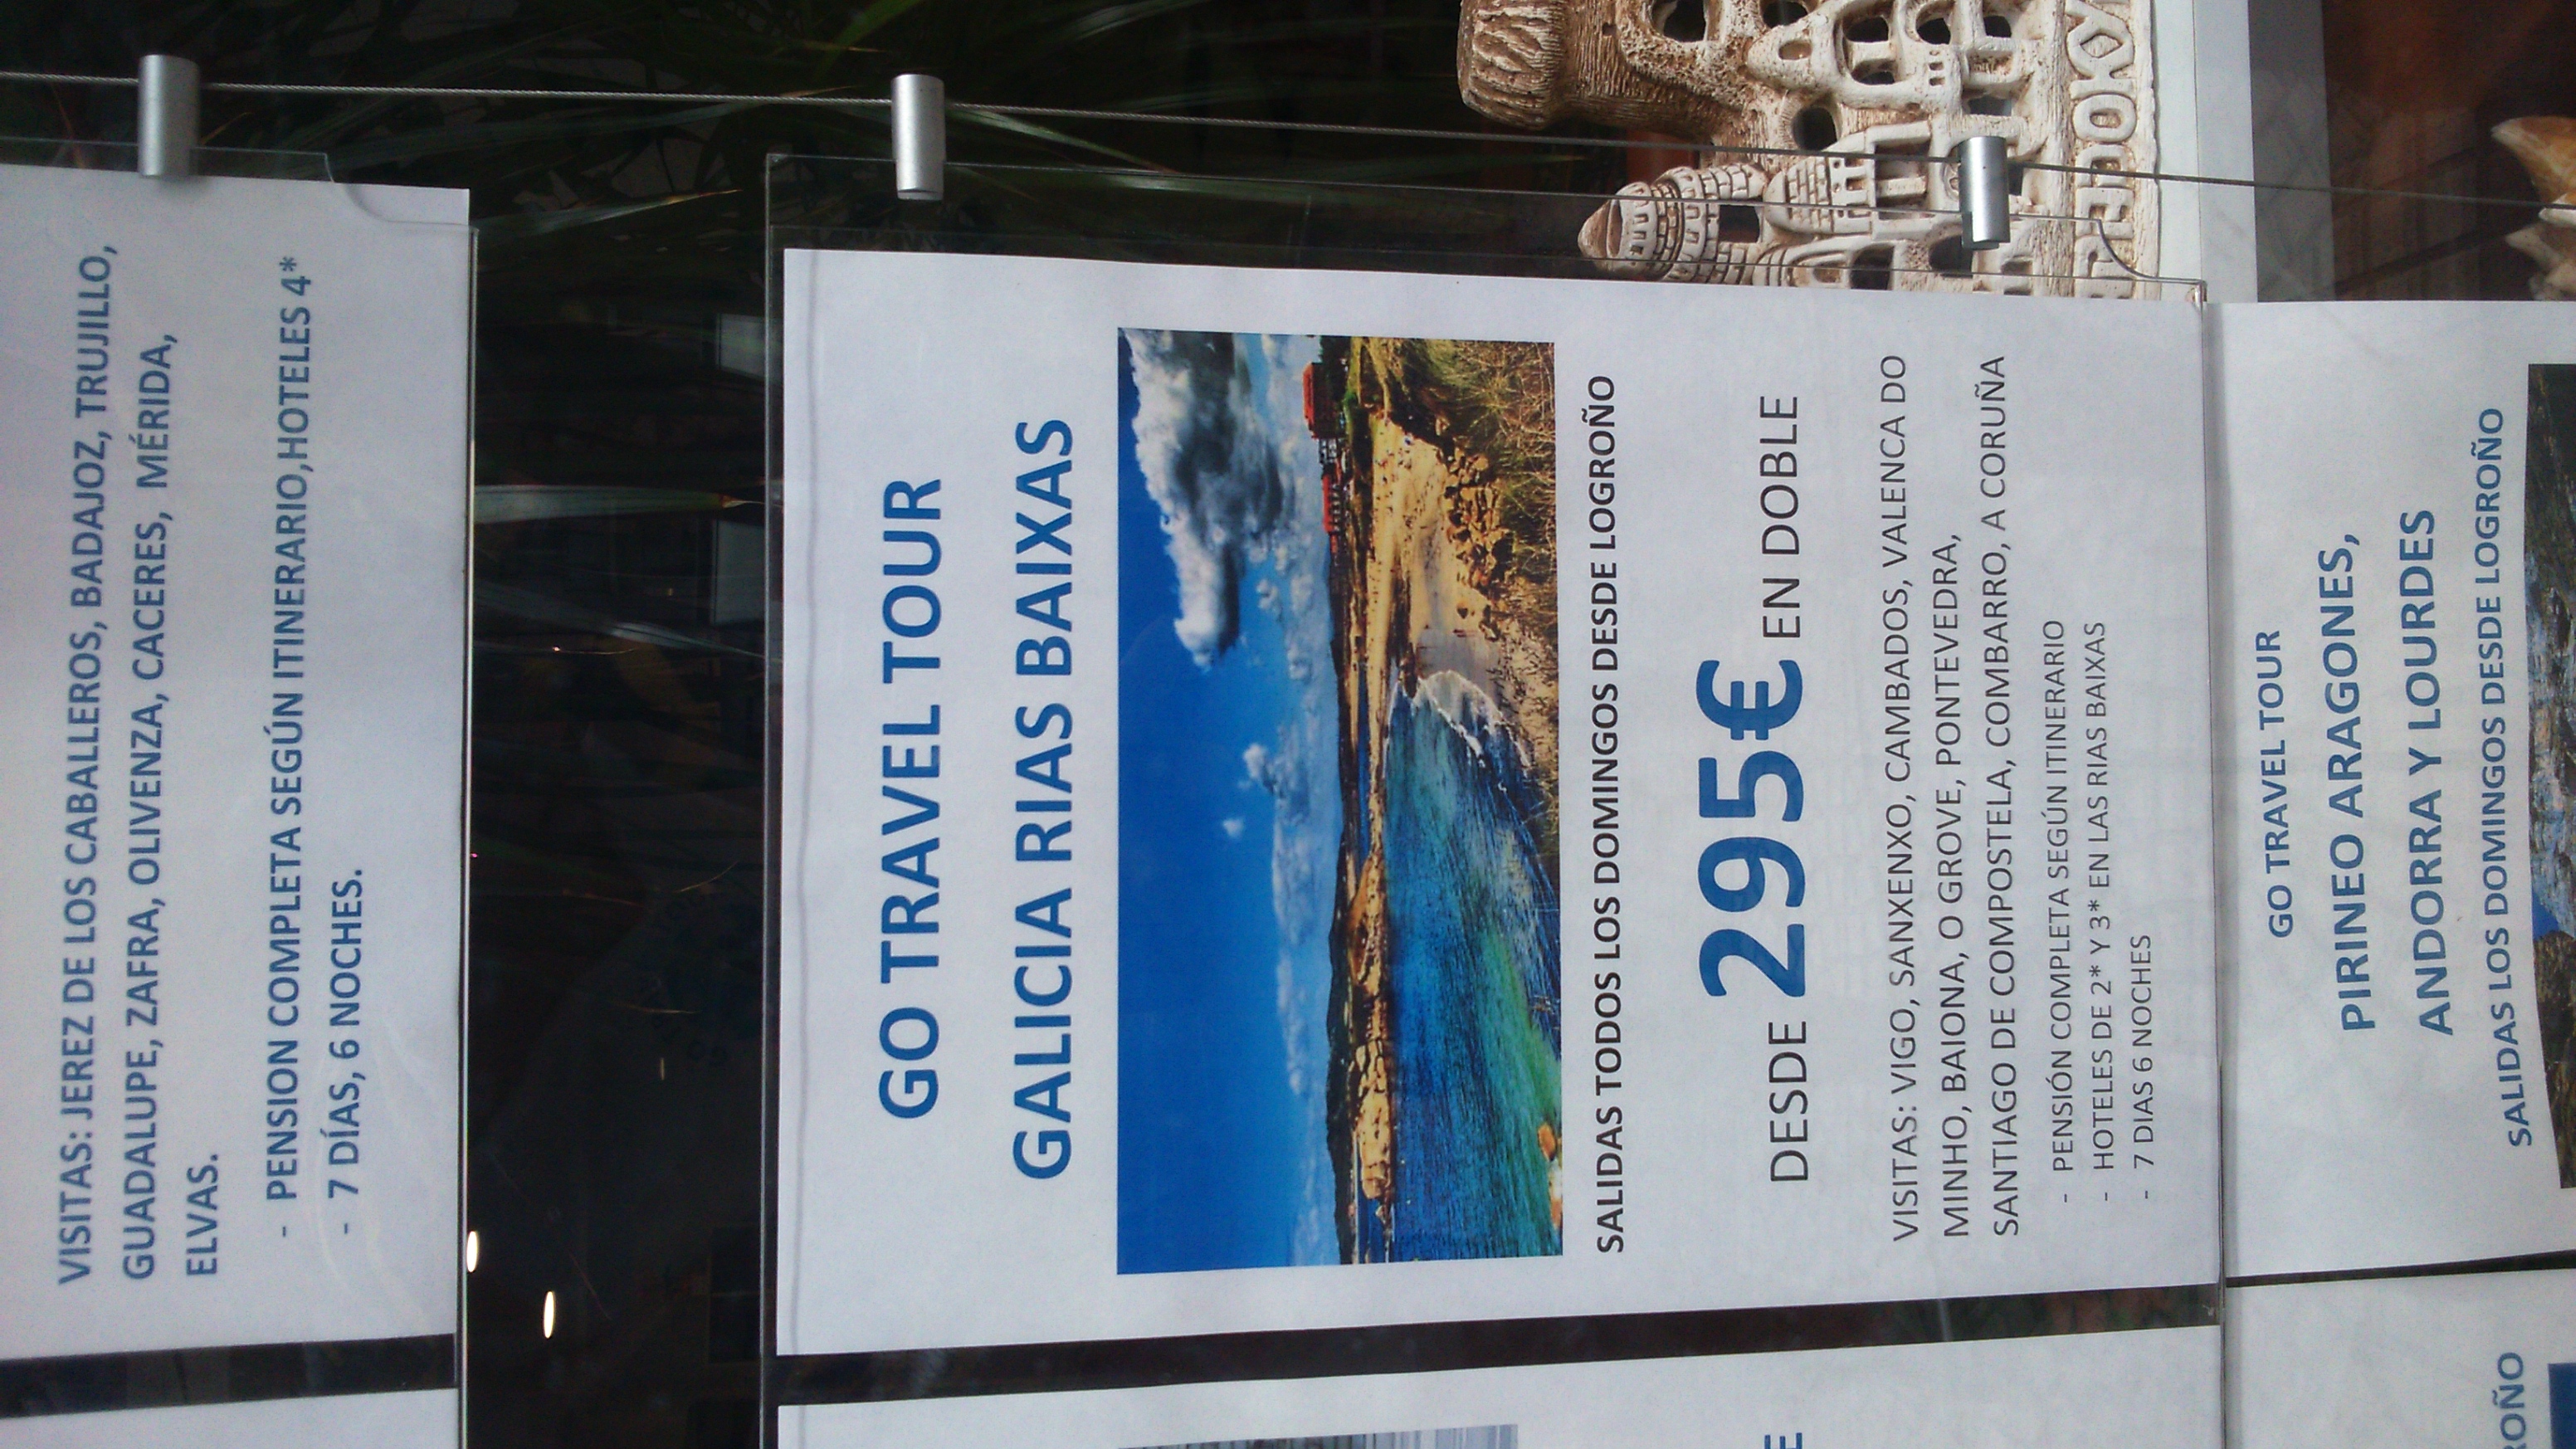 VISITAS: JEREZ DE LOS CABALLEROS, BADAJOZ, TRUJILLO,
GUADALUPE, ZAFRA, OLIVENZA, CACERES, MÉRIDA,
ELVAS.
- PENSION COMPLETA SEGÚN ITINERARIO,HOTELES 4*
- 7 DÍAS, 6 NOCHES.
GO TRAVEL TOUR
GALICIA RIAS BAIXAS
SALIDAS TODOS LOS DOMINGOS DESDE LOGROÑO
DESDE 295€ EN DOBLE
VISITAS: VIGO, SANXENXO, CAMBADOS, VALENCA DO
MINHO, BAIONA, O GROVE, PONTEVEDRA,
SANTIAGO DE COMPOSTELA, COMBARRO, A CORUÑA
- PENSIÓN COMPLETA SEGÚN ITINERARIO
- HOTELES DE 2* Y 3* EN LAS RIAS BAIXAS
- 7 DIAS 6 NOCHES
GO TRAVEL TOUR
PIRINEO ARAGONES,
ANDORRA Y LOURDES
SALIDAS LOS DOMINGOS DESDE LOGROÑO